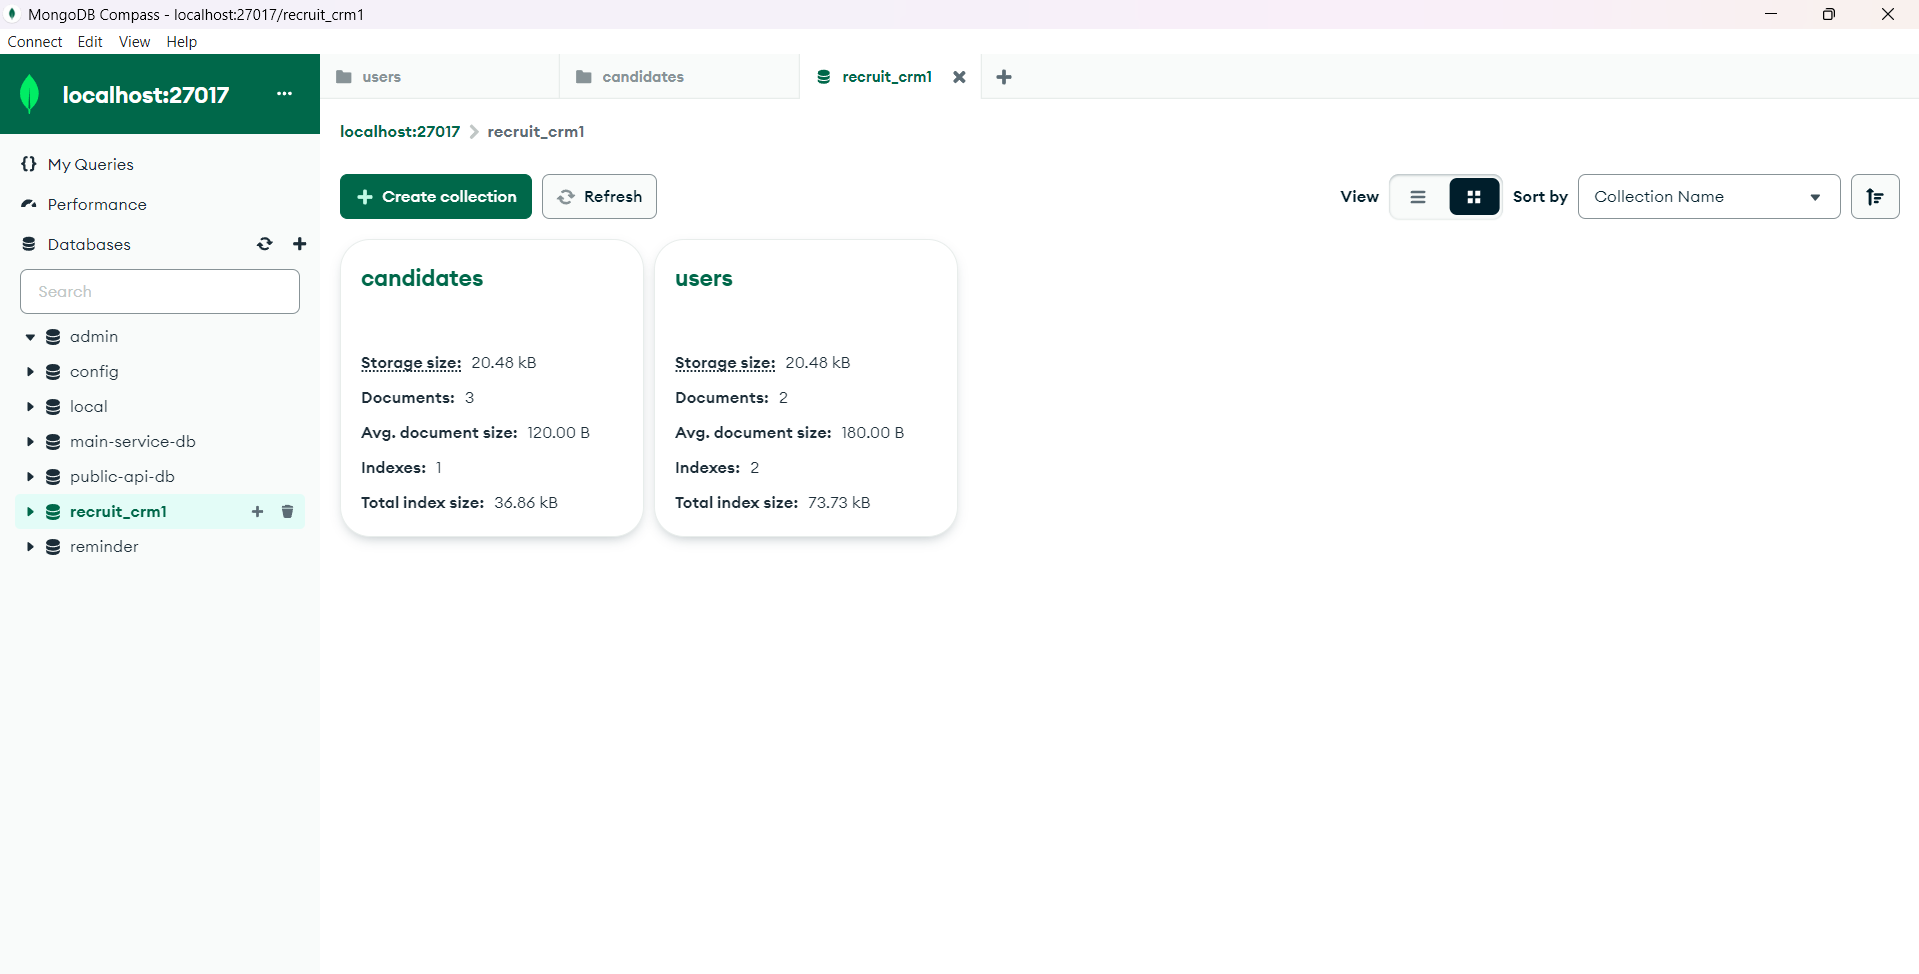 MongoDB Compass - localhost:27017/recruit_crm1
Connect Edit View Help
localhost:27017
My Queries
Performance
Databases
Search
admin
config
local
main-service-db
public-api-db
recruit_crm1
reminder
users candidates recruit_crm1
localhost:27017 recruit_crm1
Create collection Refresh View Sort by Collection Name
candidates
Storage size: 20.48 kB
Documents: 3
Avg. document size: 120.00 B
Indexes: 1
Total index size: 36.86 kB
users
Storage size: 20.48 kB
Documents: 2
Avg. document size: 180.00 B
Indexes: 2
Total index size: 73.73 kB